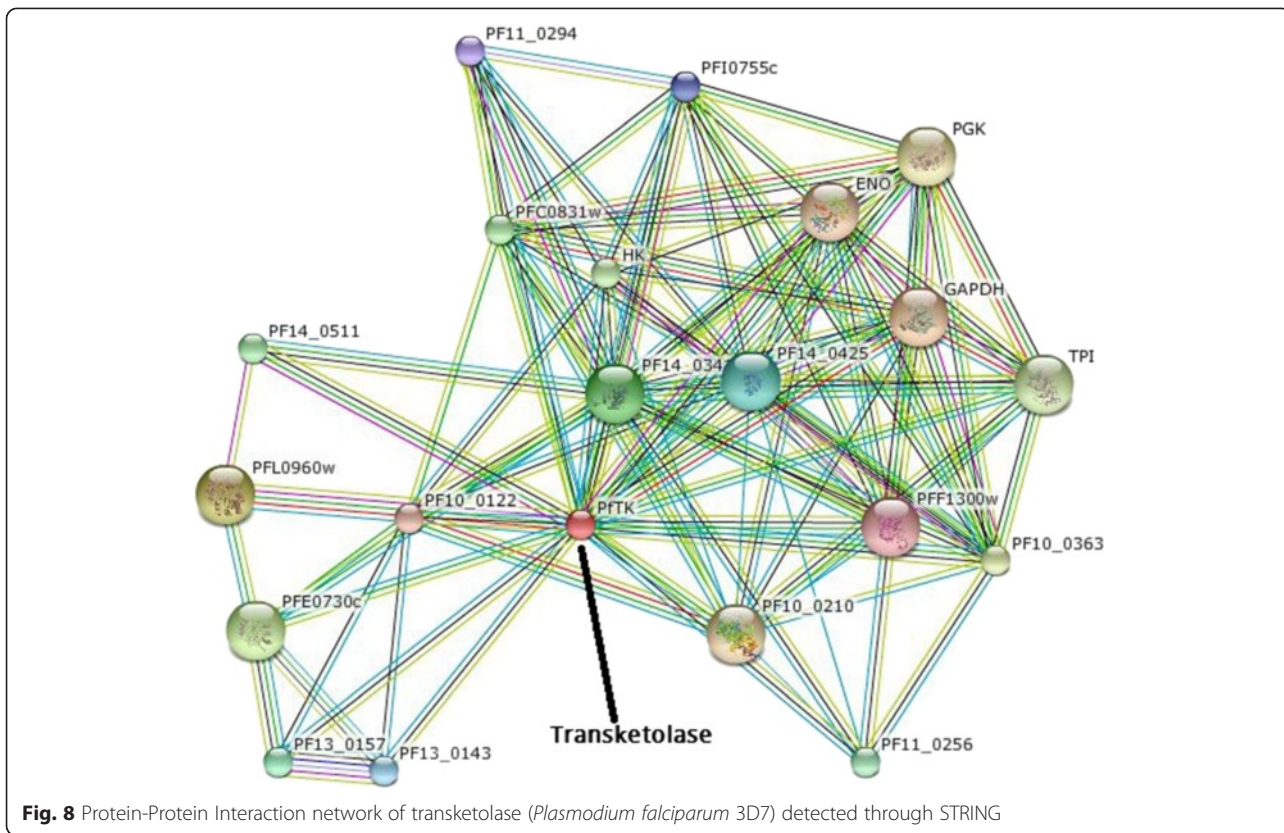 PF11_0294
PFI0755c
PGK
ENO
PFC0831w
HK
GAPDH
PF14_0511
PF14_034
PF14_0425
TPI
PFL0960w
PF10_0122
PfTK
PFF1300w
PF10_0363
PFE0730c
PF10_0210
Transketolase
PF13_0157
PF13_0143
PF11_0256
Fig. 8 Protein-Protein Interaction network of transketolase (Plasmodium falciparum 3D7) detected through STRING